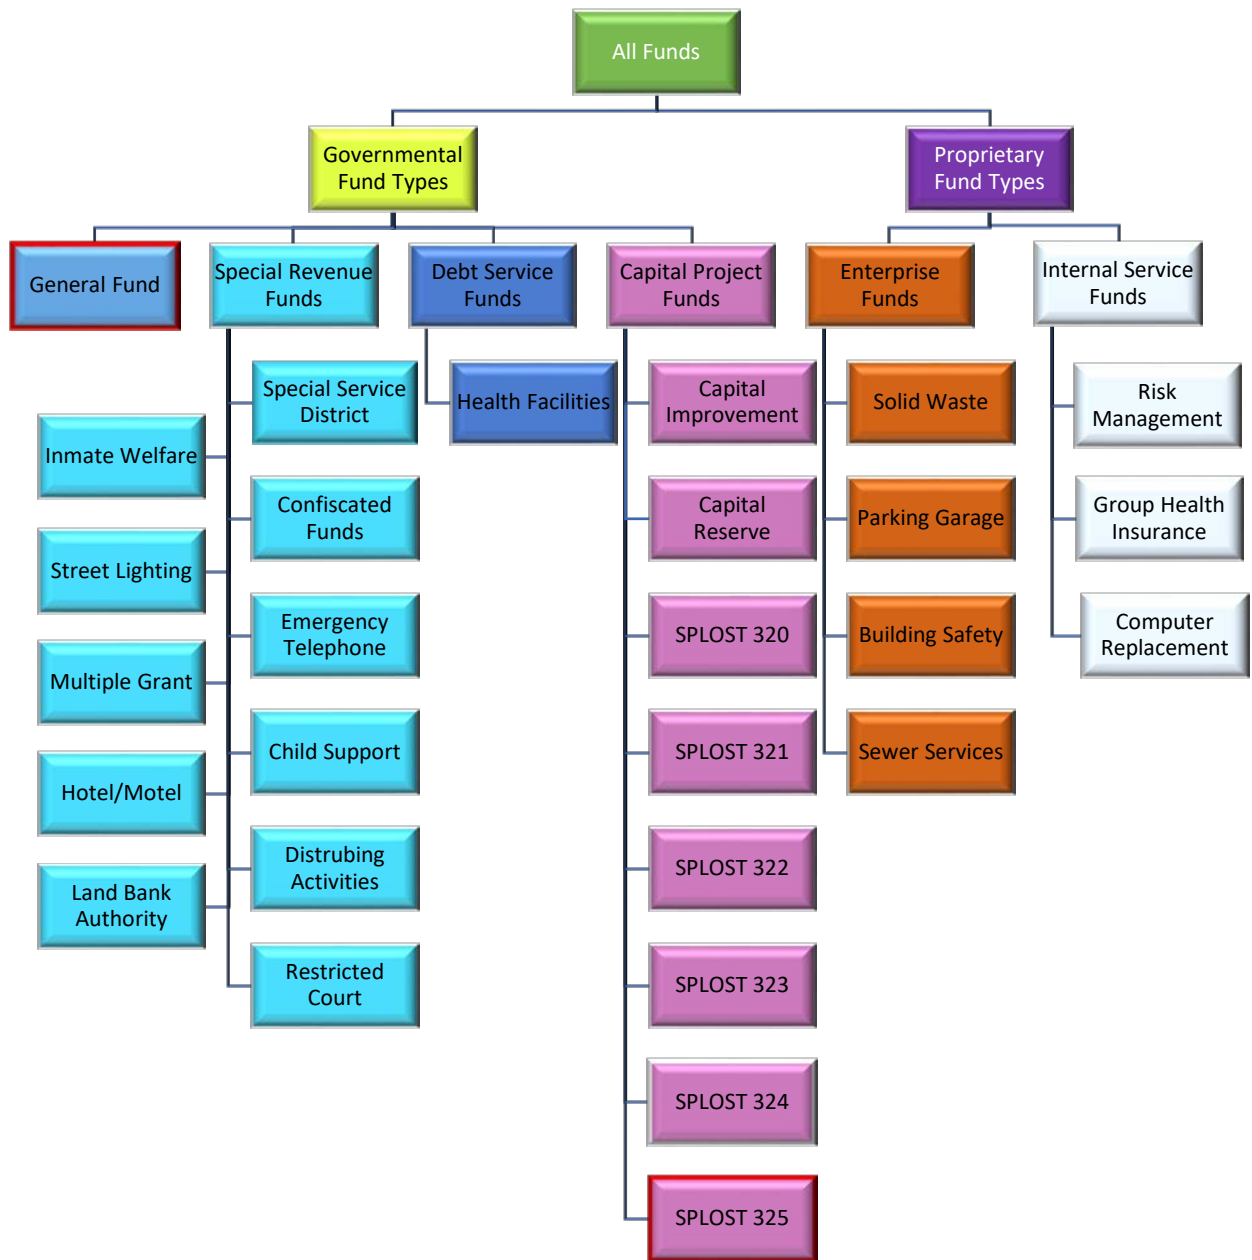 All Funds
Governmental
Fund Types
Proprietary
Fund Types
General Fund
Special Revenue
Funds
Debt Service
Funds
Capital Project
Funds
Enterprise
Funds
Internal Service
Funds
Inmate Welfare
Street Lighting
Multiple Grant
Hotel/Motel
Land Bank
Authority
Special Service
District
Confiscated
Funds
Emergency
Telephone
Child Support
Distrubing
Activities
Restricted
Court
Health Facilities
Capital
Improvement
Capital
Reserve
SPLOST 320
SPLOST 321
SPLOST 322
SPLOST 323
SPLOST 324
SPLOST 325
Solid Waste
Parking Garage
Building Safety
Sewer Services
Risk
Management
Group Health
Insurance
Computer
Replacement